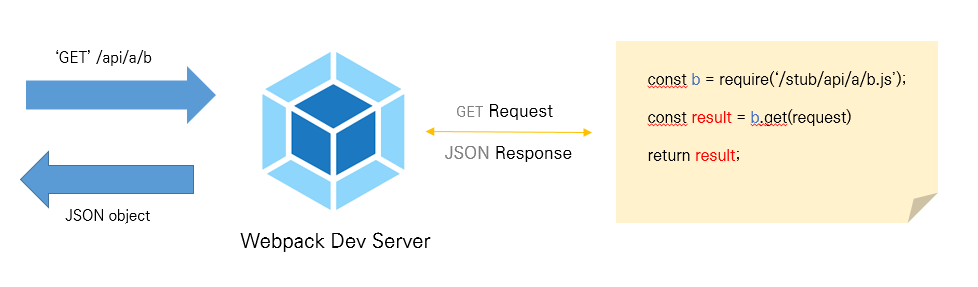 ‘GET’ /api/a/b
JSON object
Webpack Dev Server
GET Request
JSON Response
const b = require(‘/stub/api/a/b.js’);
const result = b.get(request)
return result;